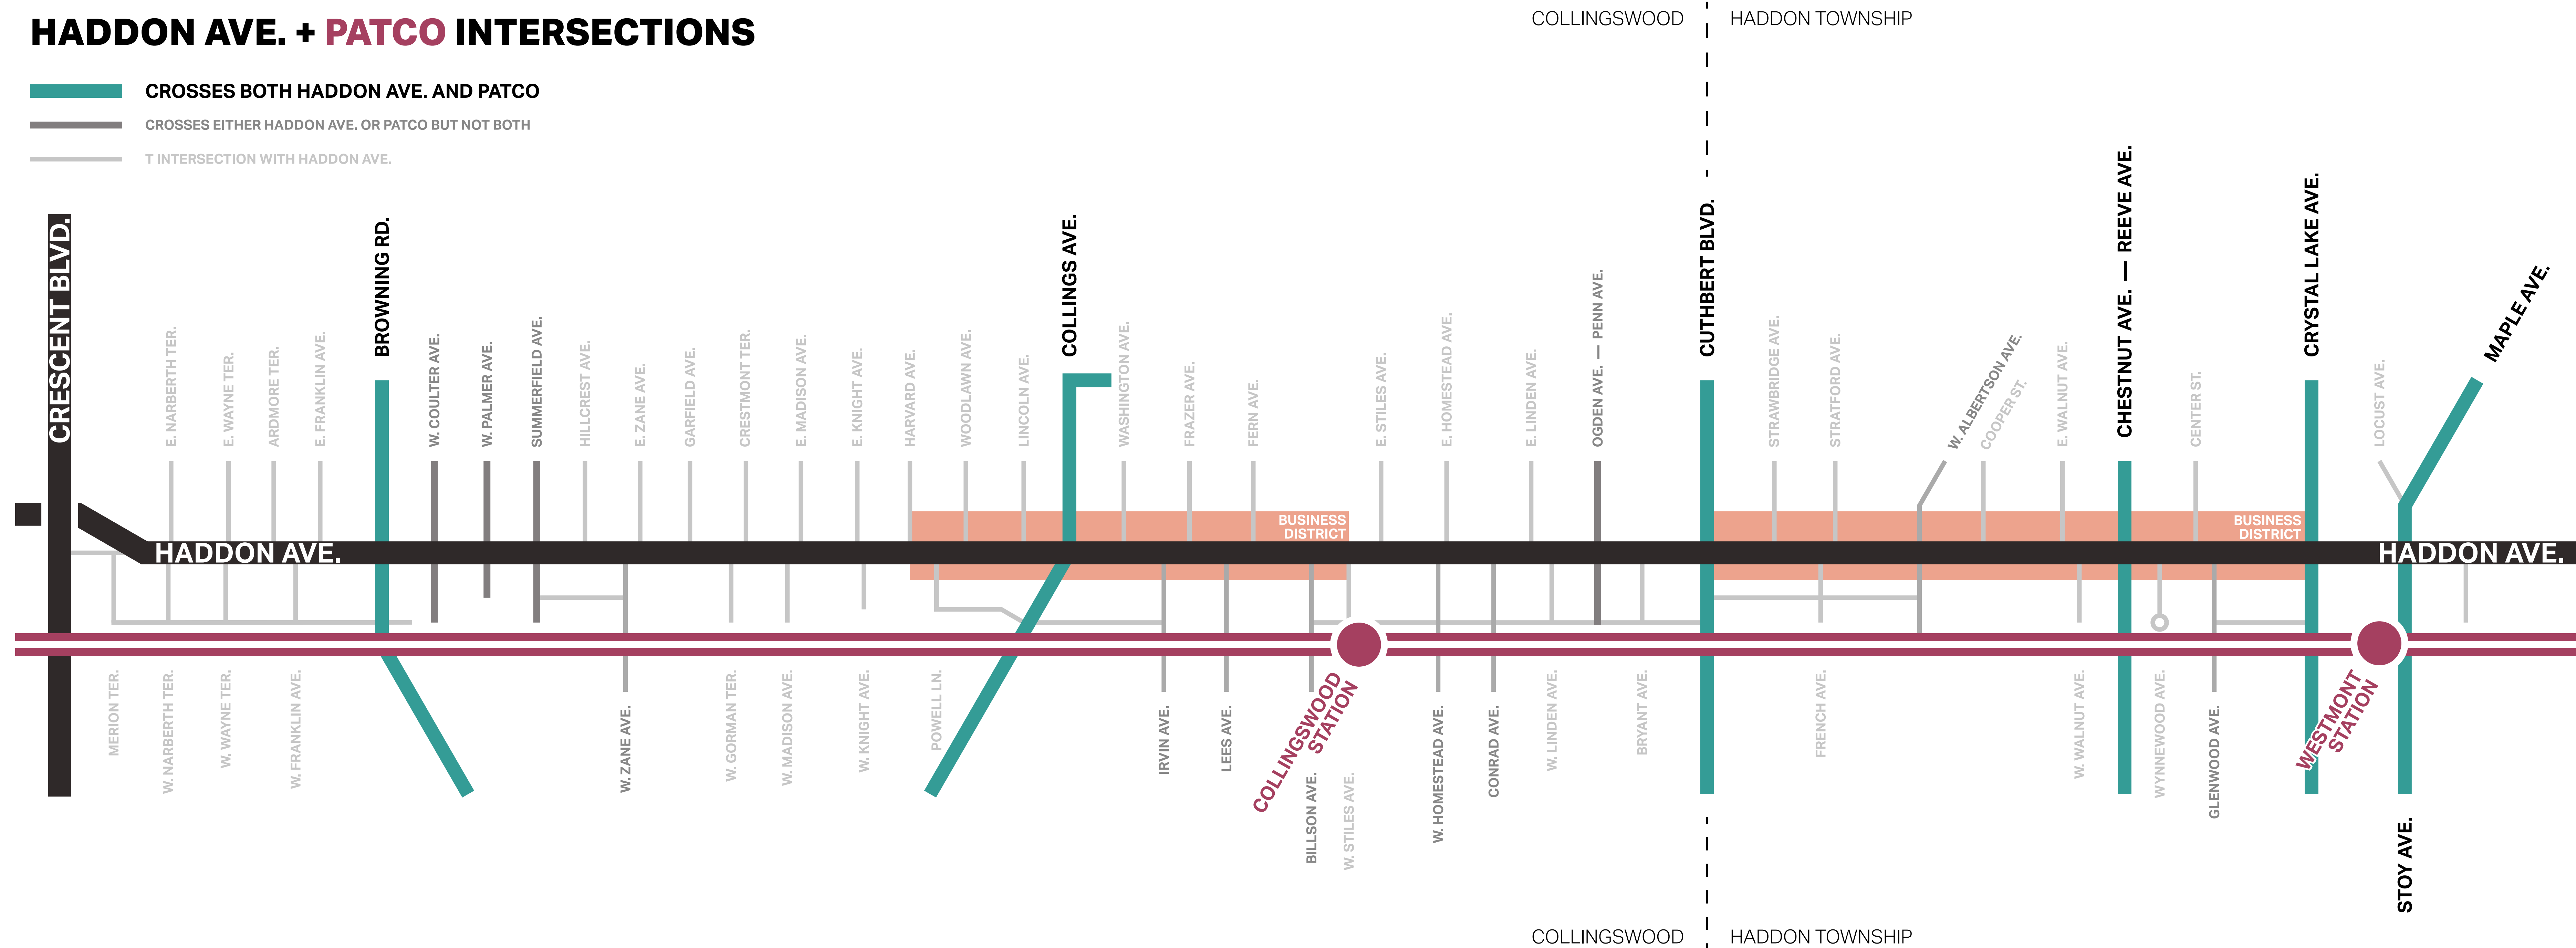 HADDON AVE. + PATCO INTERSECTIONS
CROSSES BOTH HADDON AVE. AND PATCO
CROSSES EITHER HADDON AVE. OR PATCO BUT NOT BOTH
T INTERSECTION WITH HADDON AVE.
COLLINGSWOOD
HADDON TOWNSHIP
CRESCENT BLVD.
E. NARBERTH TER.
E. WAYNE TER.
ARDMORE TER.
E. FRANKLIN AVE.
BROWNING RD.
W. COULTER AVE.
W. PALMER AVE.
SUMMERFIELD AVE.
HILLCREST AVE.
E. ZANE AVE.
GARFIELD AVE.
CRESTMONT TER.
E. MADISON AVE.
E. KNIGHT AVE.
HARVARD AVE.
WOODLAWN AVE.
LINCOLN AVE.
COLLINGS AVE.
WASHINGTON AVE.
FRAZER AVE.
FERN AVE.
E. STILES AVE.
E. HOMESTEAD AVE.
E. LINDEN AVE.
OGDEN AVE. — PENN AVE.
CUTHBERT BLVD.
STRAWBRIDGE AVE.
STRATFORD AVE.
W. ALBERTSON AVE.
COOPER ST.
E. WALNUT AVE.
CHESTNUT AVE. — REEVE AVE.
CENTER ST.
CRYSTAL LAKE AVE.
LOCUST AVE.
MAPLE AVE.
BUSINESS
DISTRICT
BUSINESS
DISTRICT
HADDON AVE.
HADDON AVE.
MERION TER.
W. NARBERTH TER.
W. WAYNE TER.
W. FRANKLIN AVE.
W. ZANE AVE.
W. GORMAN TER.
W. MADISON AVE.
W. KNIGHT AVE.
POWELL LN.
IRVIN AVE.
LEES AVE.
COLLINGSWOOD
STATION
BILLSON AVE.
W. STILES AVE.
W. HOMESTEAD AVE.
CONRAD AVE.
W. LINDEN AVE.
BRYANT AVE.
FRENCH AVE.
W. WALNUT AVE.
WYNNEWOOD AVE.
GLENWOOD AVE.
WESTMONT
STATION
STOY AVE.
COLLINGSWOOD
HADDON TOWNSHIP